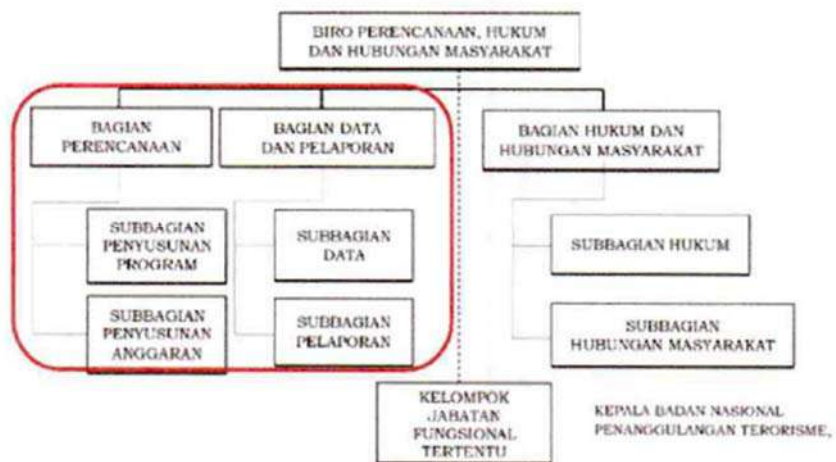 BIRO PERENCANAAN, HUKUM
DAN HUBUNGAN MASYARAKAT
BAGIAN
PERENCANAAN
BAGIAN DATA
DAN PELAPORAN
BAGIAN HUKUM DAN
HUBUNGAN MASYARAKAT
SUBBAGIAN
PENYUSUNAN
PROGRAM
SUBBAGIAN
DATA
SUBBAGIAN HUKUM
SUBBAGIAN
PENYUSUNAN
ANGGARAN
SUBBAGIAN
PELAPORAN
SUBBAGIAN
HUBUNGAN MASYARAKAT
KELOMPOK
JABATAN
FUNGSIONAL
TERTENTU
KEPALA BADAN NASIONAL
PENANGGULANGAN TERORISME,